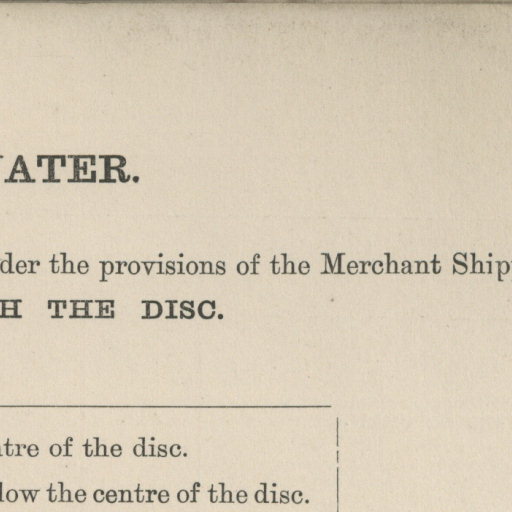 WATER.
der the provisions of the Merchant Ship
H THE DISC.
tre of the disc.
low the centre of the disc.